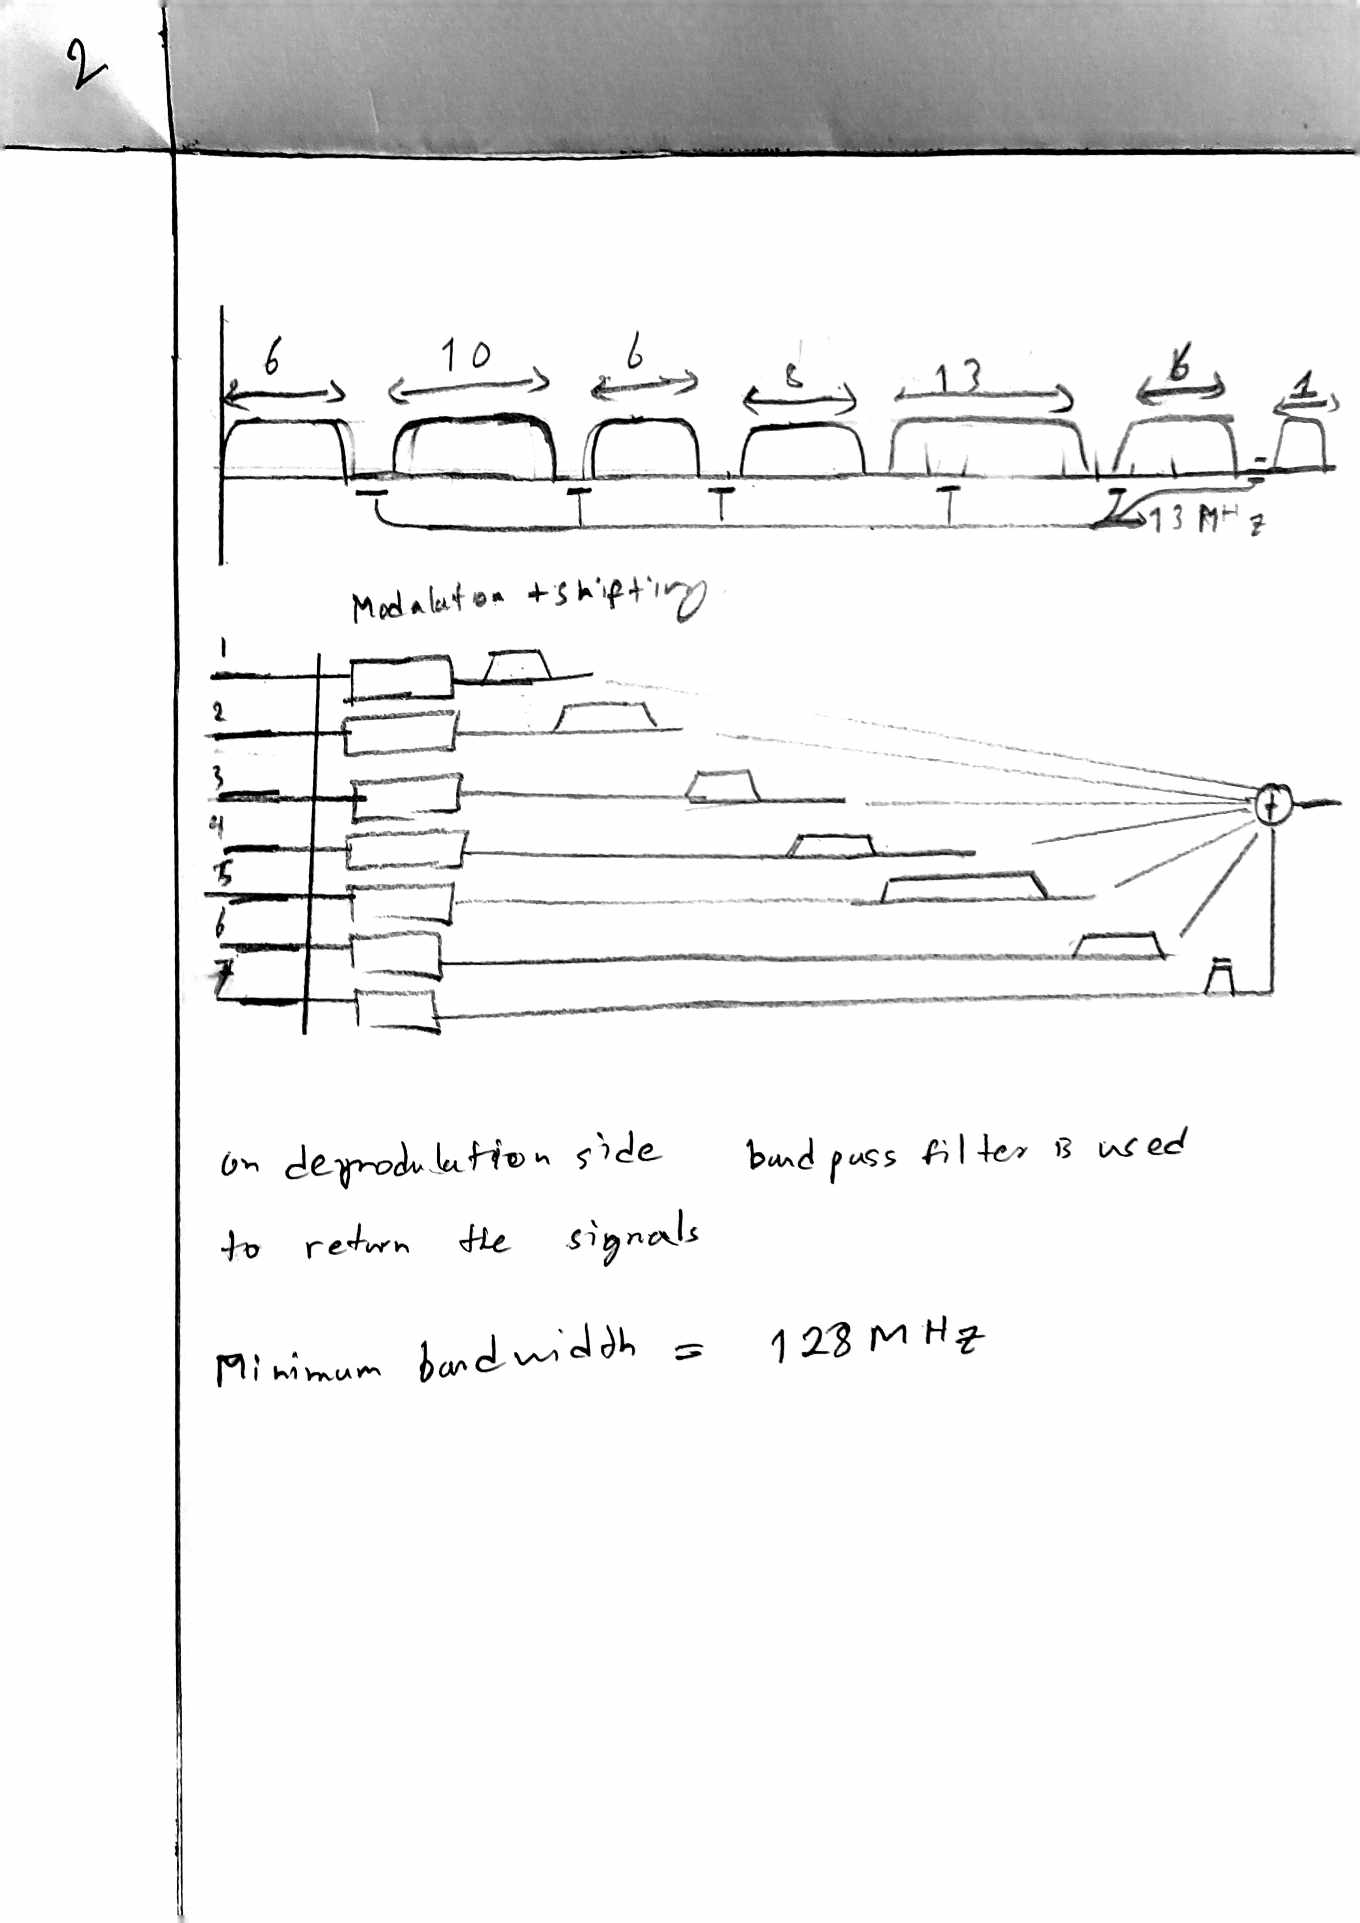 2
6 10 6 8 13 6 1
13 MHz
Modalation + shifting
1
2
3
4
5
6
7
+
on demodulation side band pass filter is used
to return the signals
Minimum bandwiddh = 128 MHz